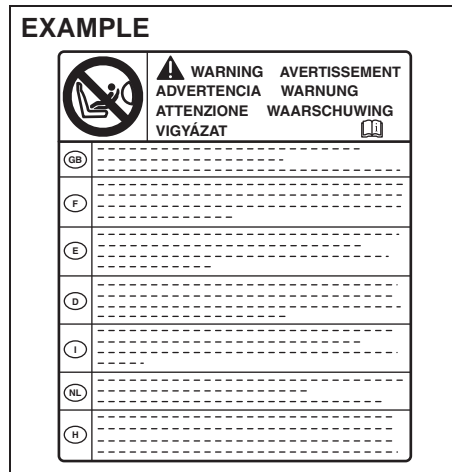 EXAMPLE
WARNING AVERTISSEMENT
ADVERTENCIA WARNUNG
ATTENZIONE WAARSCHUWING
VIGYÁZAT i
GB
F
E
D
I
NL
H